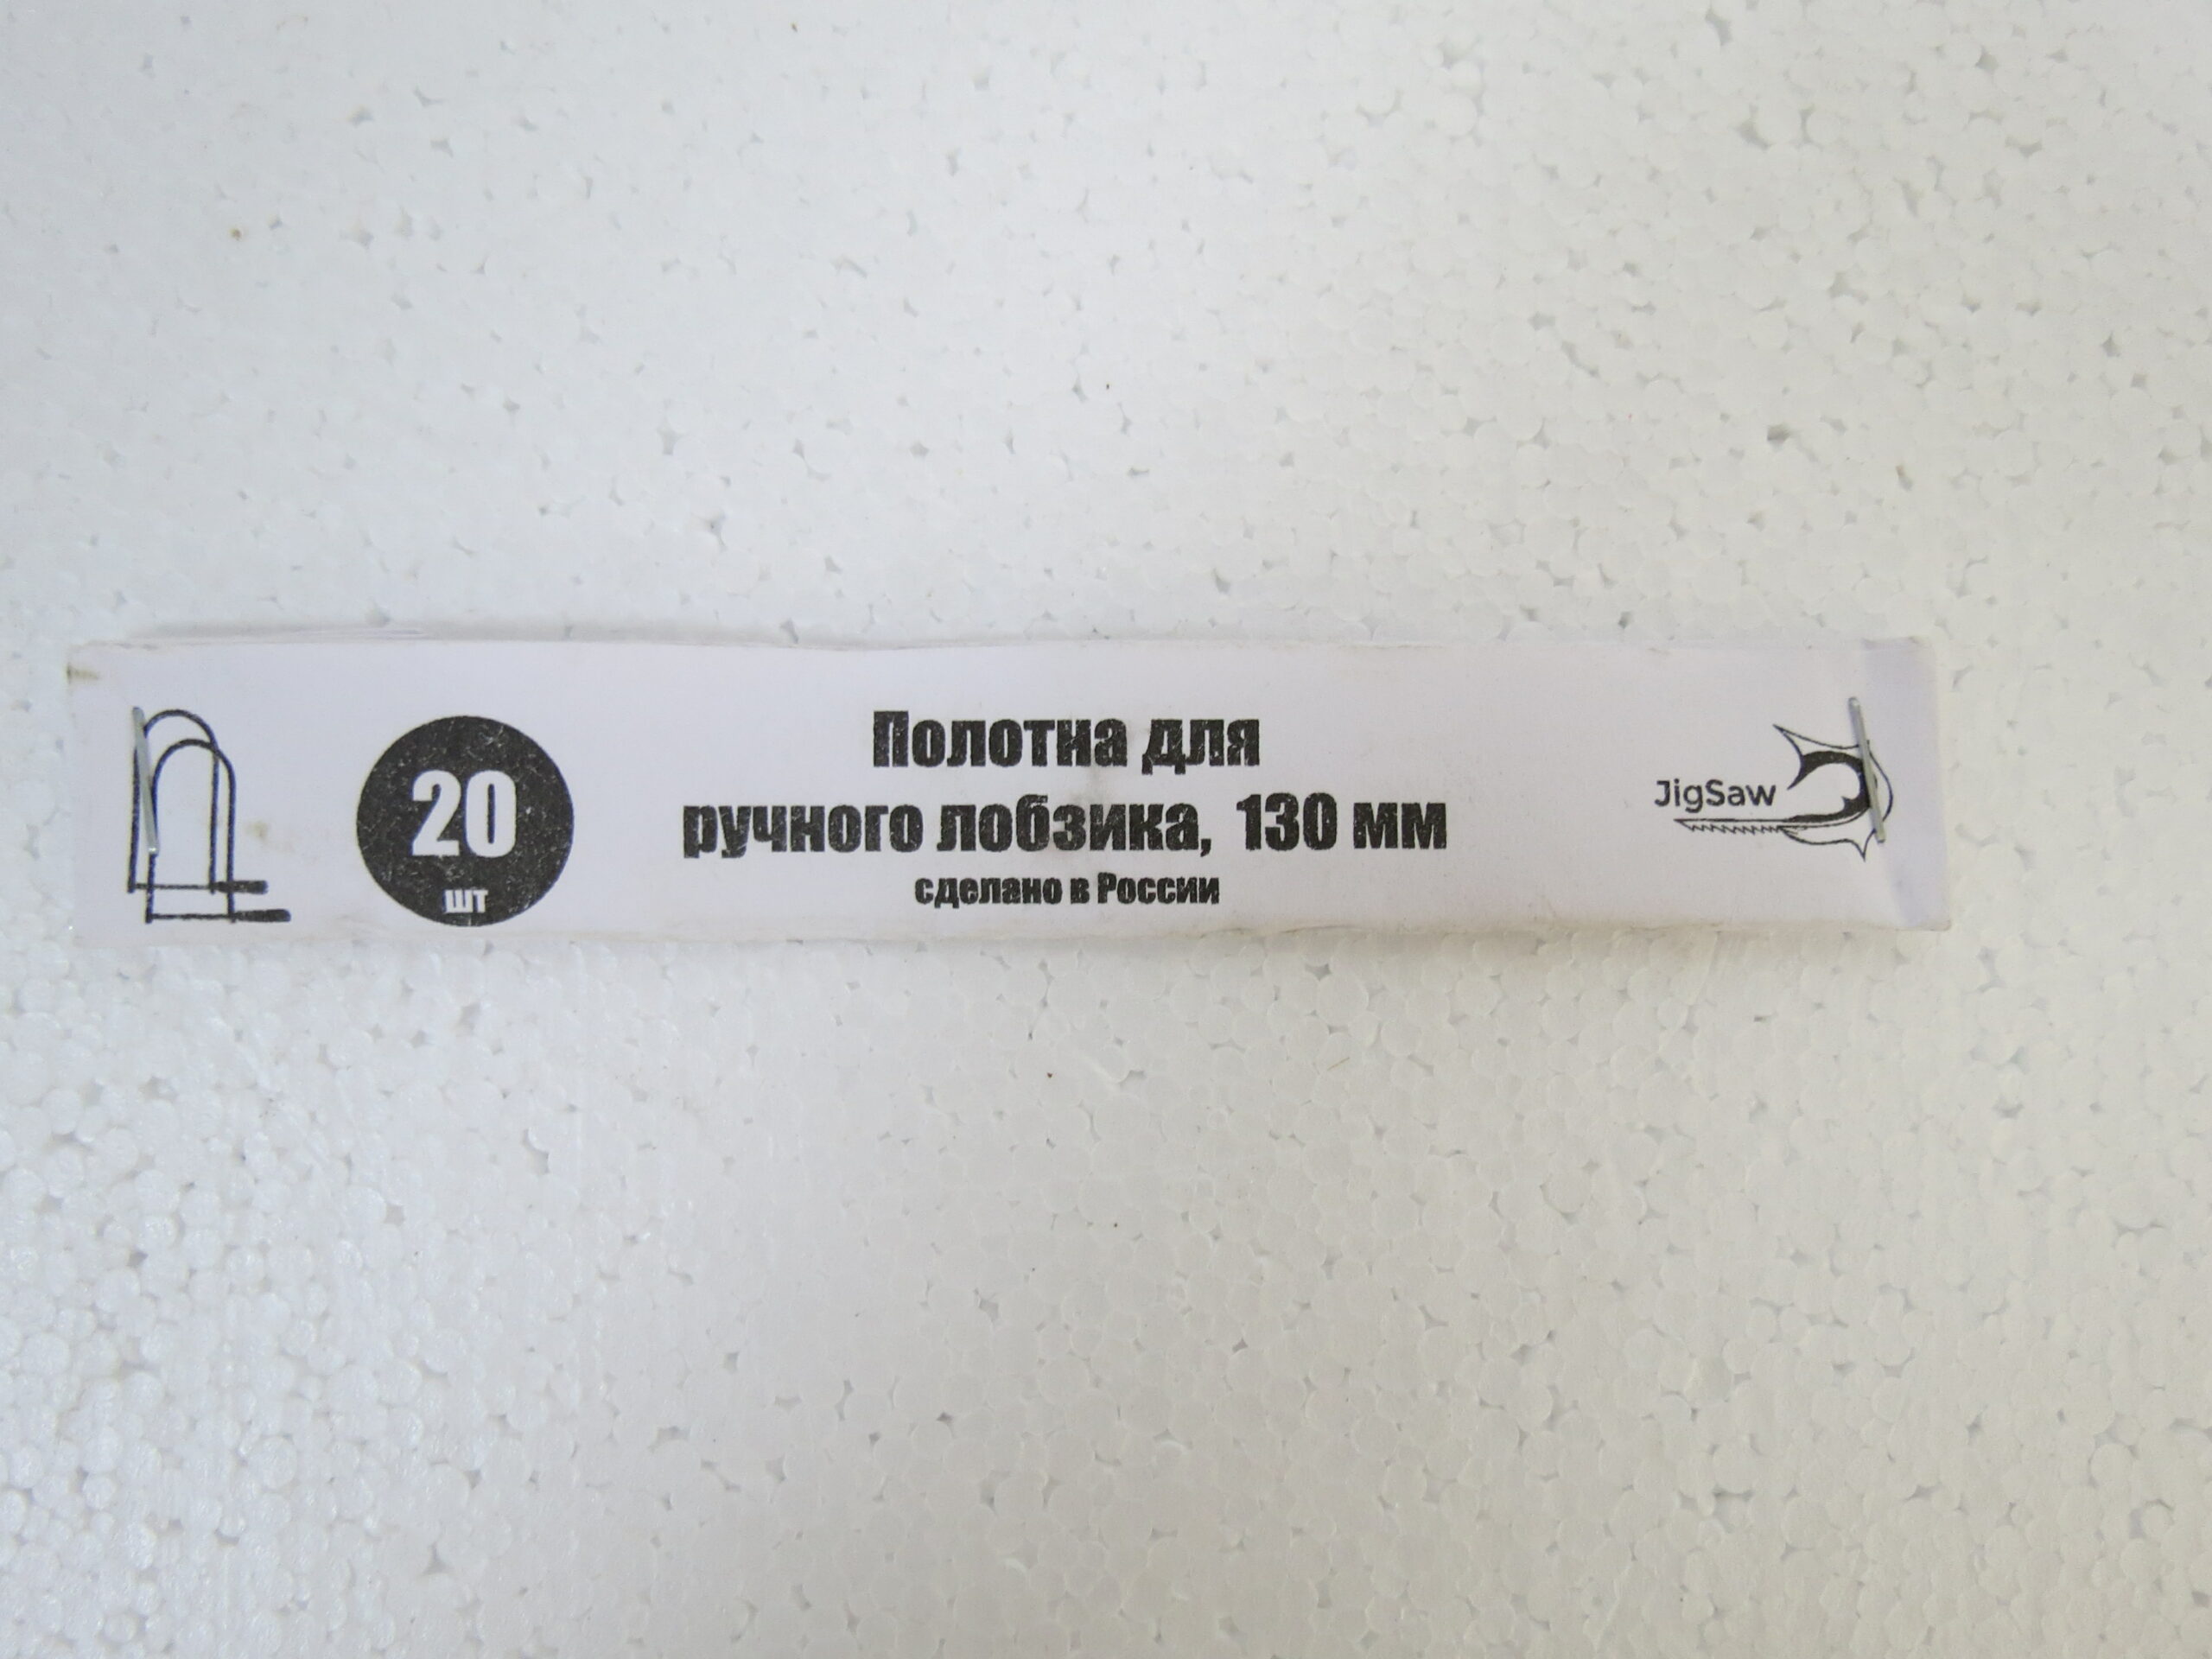 20
шт
Полотна для
ручного лобзика, 130 мм
сделано в России
JigSaw